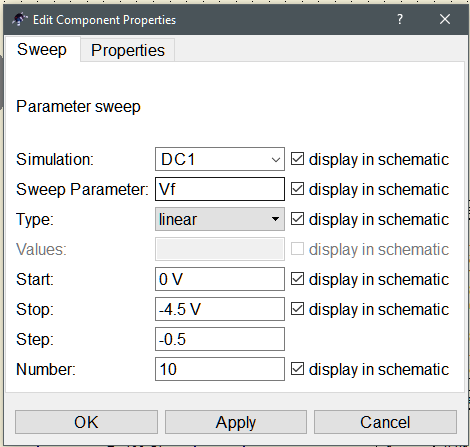 Edit Component Properties ?
Sweep Properties
Parameter sweep
Simulation: DC1 display in schematic
Sweep Parameter: Vf display in schematic
Type: linear display in schematic
Values: display in schematic
Start: 0 V display in schematic
Stop: -4.5 V display in schematic
Step: -0.5
Number: 10 display in schematic
OK Apply Cancel